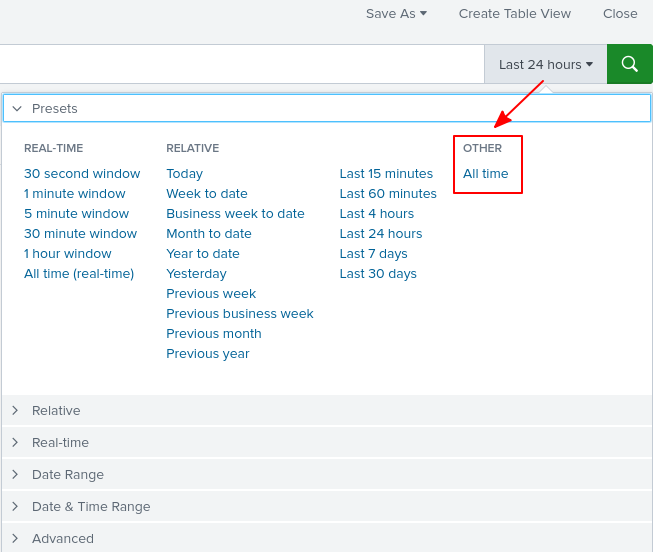 Save As
Create Table View
Close
Last 24 hours
Presets
REAL-TIME
30 second window
1 minute window
5 minute window
30 minute window
1 hour window
All time (real-time)
RELATIVE
Today
Week to date
Business week to date
Month to date
Year to date
Yesterday
Previous week
Previous business week
Previous month
Previous year
Last 15 minutes
Last 60 minutes
Last 4 hours
Last 24 hours
Last 7 days
Last 30 days
OTHER
All time
Relative
Real-time
Date Range
Date & Time Range
Advanced